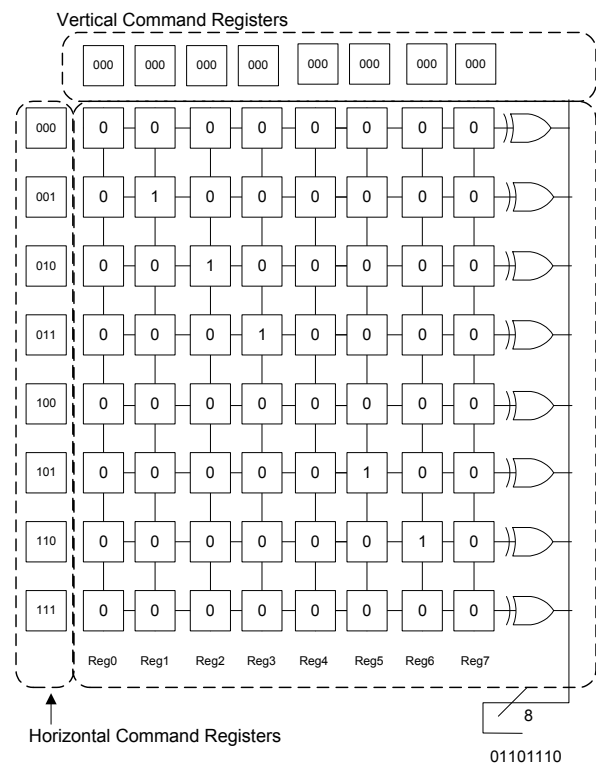 Vertical Command Registers
000 000 000 000 000 000 000 000
000 0 0 0 0 0 0 0 0
001 0 1 0 0 0 0 0 0
010 0 0 1 0 0 0 0 0
011 0 0 0 1 0 0 0 0
100 0 0 0 0 0 0 0 0
101 0 0 0 0 0 1 0 0
110 0 0 0 0 0 0 1 0
111 0 0 0 0 0 0 0 0
Reg0 Reg1 Reg2 Reg3 Reg4 Reg5 Reg6 Reg7
8
Horizontal Command Registers
01101110